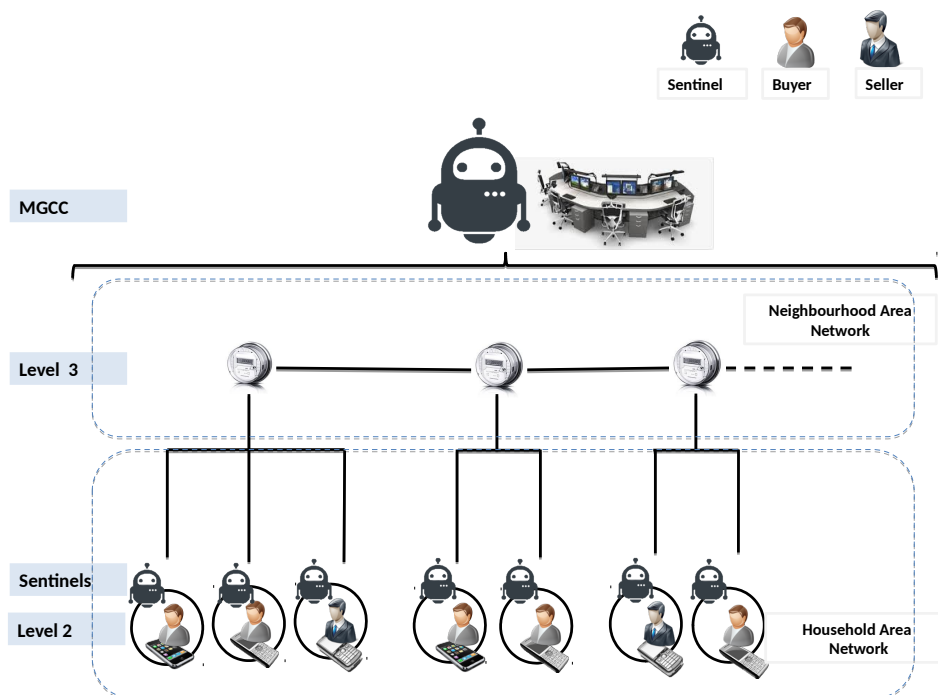 Sentinel
Buyer
Seller
MGCC
Neighbourhood Area
Network
Level 3
Sentinels
Level 2
Household Area
Network